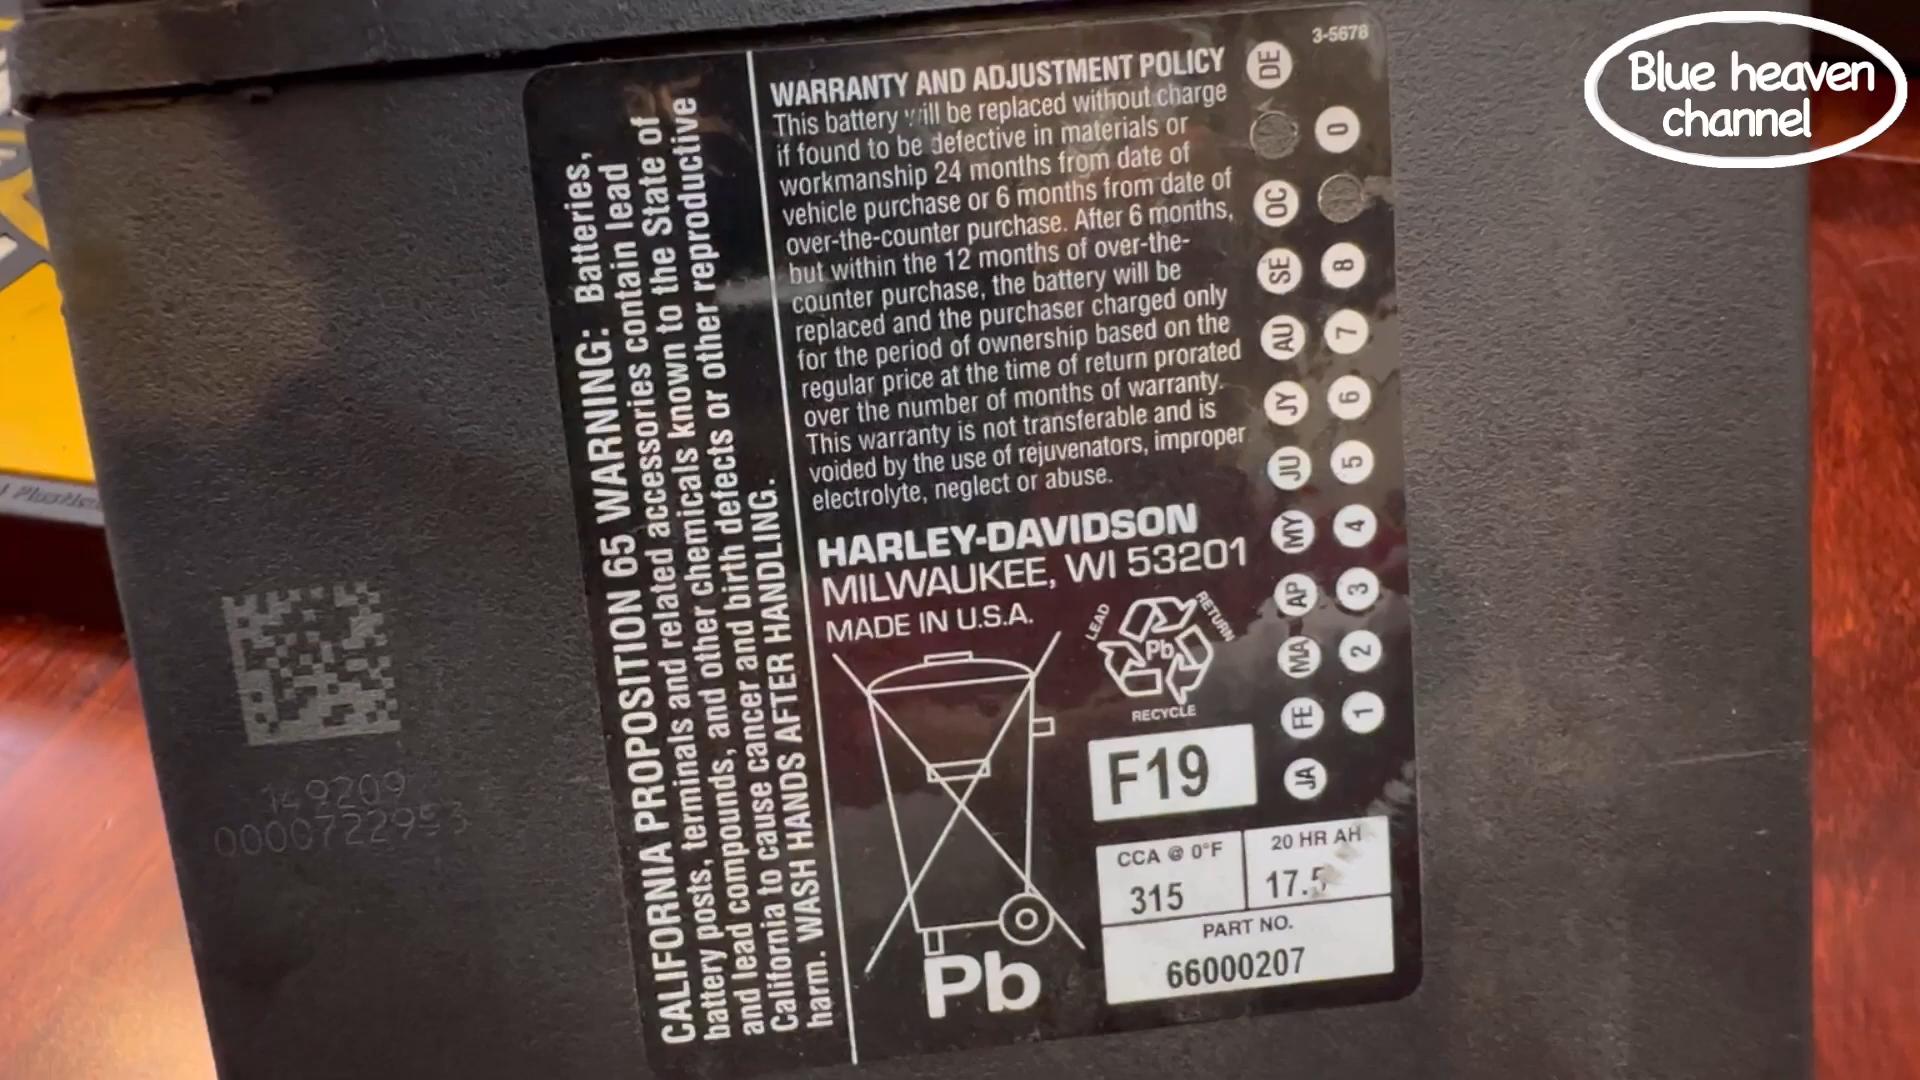 Blue heaven
channel
3-5678
CALIFORNIA PROPOSITION 65 WARNING: Batteries,
battery posts, terminals and related accessories contain lead
and lead compounds, and other chemicals known to the State of
California to cause cancer and birth defects or other reproductive
harm. WASH HANDS AFTER HANDLING.
WARRANTY AND ADJUSTMENT POLICY
This battery will be replaced without charge
if found to be defective in materials or
workmanship 24 months from date of
vehicle purchase or 6 months from date of
over-the-counter purchase. After 6 months,
but within the 12 months of over-the-
counter purchase, the battery will be
replaced and the purchaser charged only
for the period of ownership based on the
regular price at the time of return prorated
over the number of months of warranty.
This warranty is not transferable and is
voided by the use of rejuvenators, improper
electrolyte, neglect or abuse.
HARLEY-DAVIDSON
MILWAUKEE, WI 53201
MADE IN U.S.A.
LEAD
RETURN
Pb
RECYCLE
Pb
F19
CCA @ 0°F
315
20 HR AH
17.5
PART NO.
66000207
DE
0
OC
SE 8
AU 7
JY 6
JU 5
MY 4
AP 3
MA 2
FE 1
JA
149209